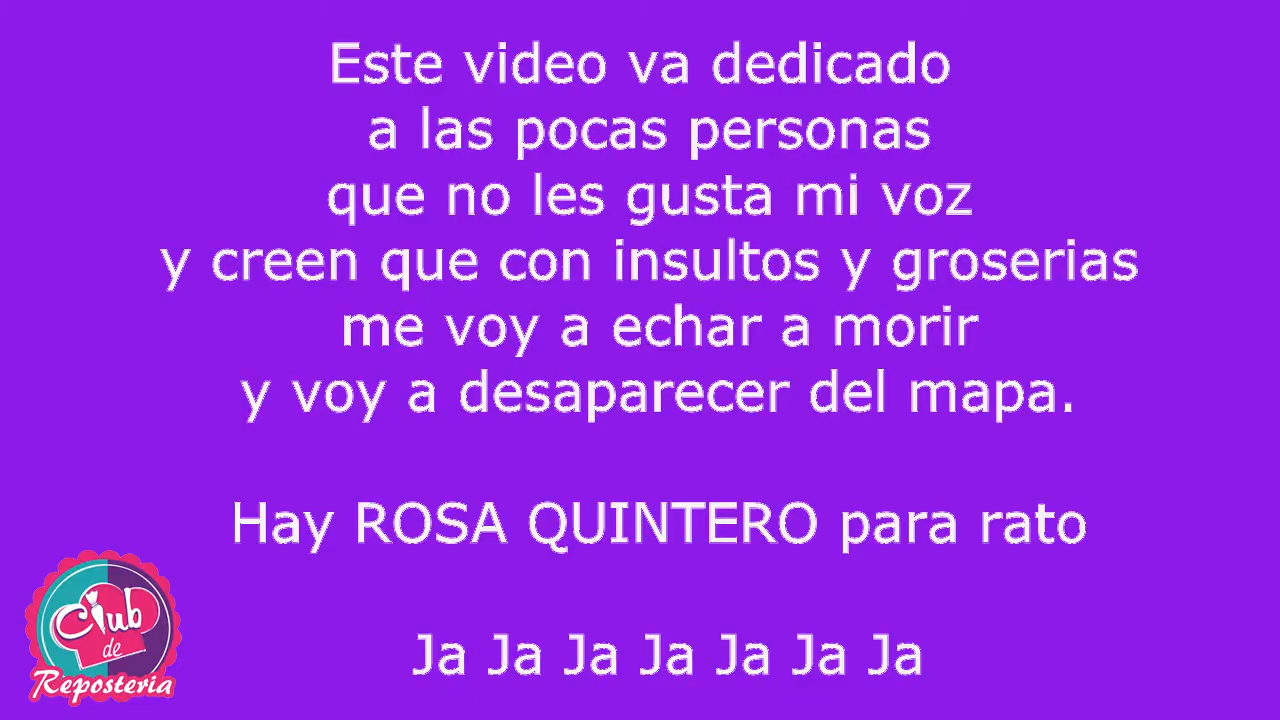 Este video va dedicado
a las pocas personas
que no les gusta mi voz
y creen que con insultos y groserias
me voy a echar a morir
y voy a desaparecer del mapa.
Hay ROSA QUINTERO para rato
Ja Ja Ja Ja Ja Ja Ja
Club
de
Reposteria